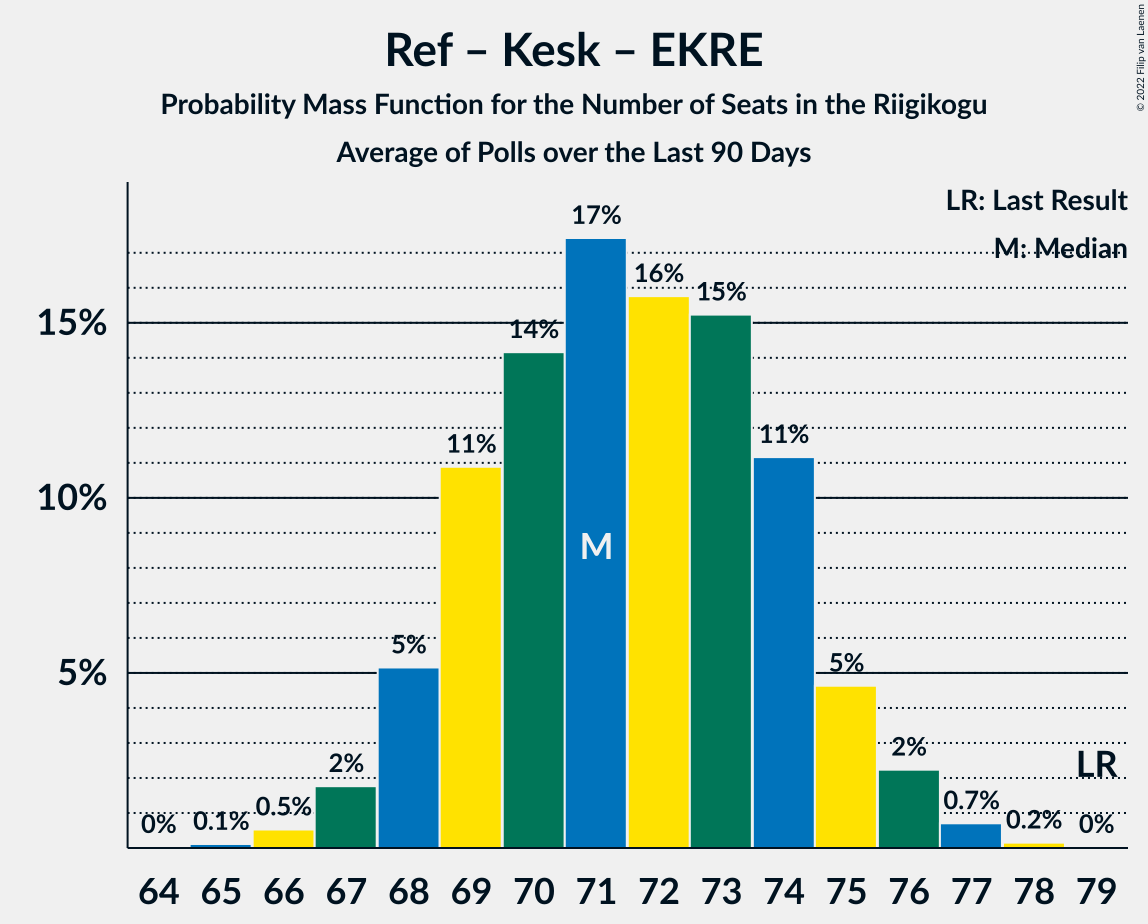 Ref – Kesk – EKRE
Probability Mass Function for the Number of Seats in the Riigikogu
Average of Polls over the Last 90 Days
© 2022 Filip van Laenen
LR: Last Result
M: Median
15%
10%
5%
0%
0.1%
0.5%
2%
5%
11%
14%
17%
16%
15%
11%
5%
2%
0.7%
0.2%
0%
M
LR
64 65 66 67 68 69 70 71 72 73 74 75 76 77 78 79